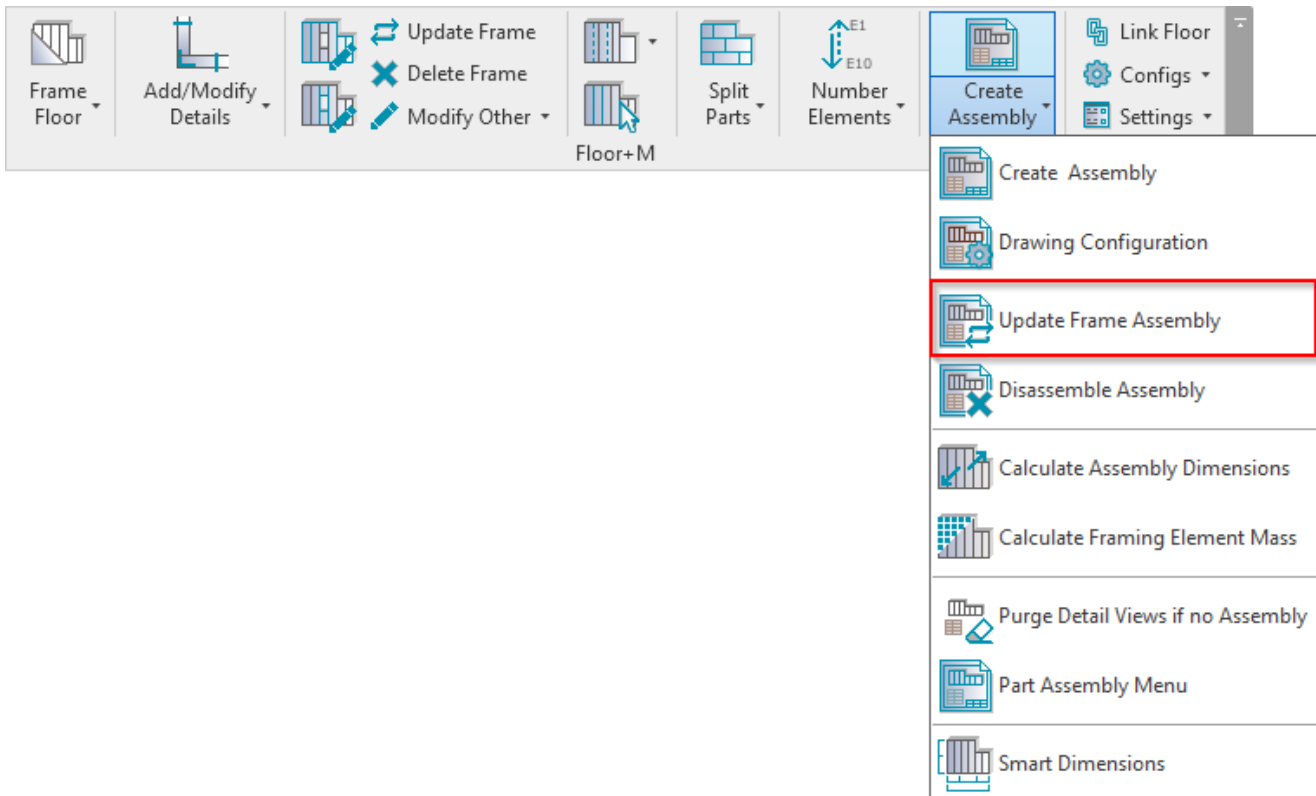 Frame
Floor
Add/Modify
Details
Update Frame
Delete Frame
Modify Other
Split
Parts
E1
E10
Number
Elements
Create
Assembly
Link Floor
Configs
Settings
Floor+M
Create Assembly
Drawing Configuration
Update Frame Assembly
Disassemble Assembly
Calculate Assembly Dimensions
Calculate Framing Element Mass
Purge Detail Views if no Assembly
Part Assembly Menu
Smart Dimensions